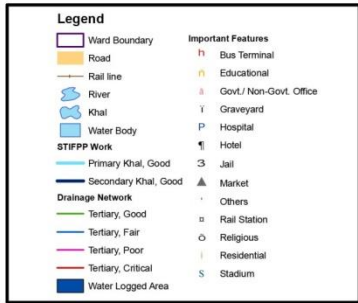 Legend
Ward Boundary
Road
Rail line
River
Khal
Water Body
STIFPP Work
Primary Khal, Good
Secondary Khal, Good
Drainage Network
Tertiary, Good
Tertiary, Fair
Tertiary, Poor
Tertiary, Critical
Water Logged Area
Important Features
h Bus Terminal
n Educational
a Govt./ Non-Govt. Office
ï Graveyard
P Hospital
¶ Hotel
3 Jail
Market
Others
¤ Rail Station
ô Religious
i Residential
S Stadium